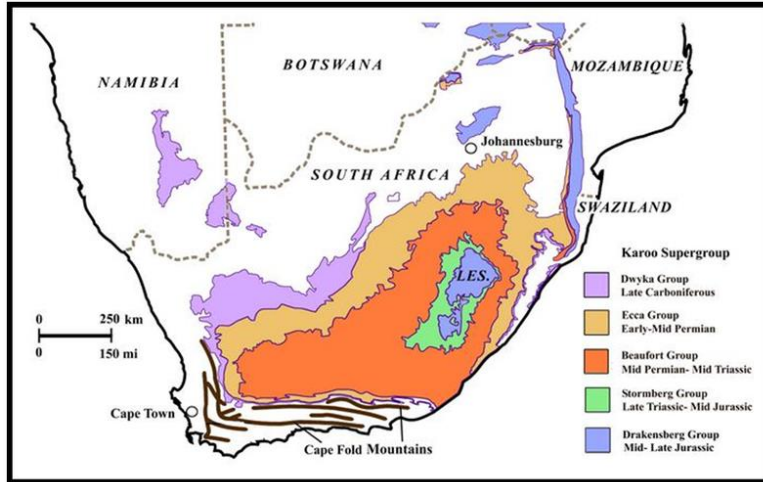 NAMIBIA
BOTSWANA
MOZAMBIQUE
Johannesburg
SOUTH AFRICA
SWAZILAND
LES.
Karoo Supergroup
Dwyka Group
Late Carboniferous
Ecca Group
Early-Mid Permian
Beaufort Group
Mid Permian- Mid Triassic
Stormberg Group
Late Triassic- Mid Jurassic
Drakensberg Group
Mid- Late Jurassic
0 250 km
0 150 mi
Cape Town
Cape Fold Mountains